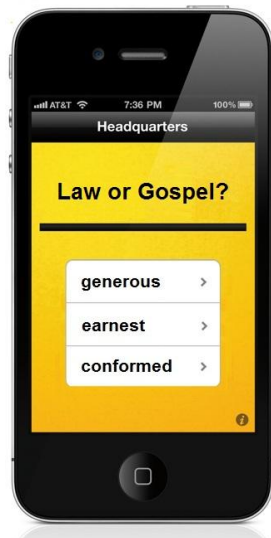 AT&T 7:36 PM 100%
Headquarters
Law or Gospel?
generous
earnest
conformed